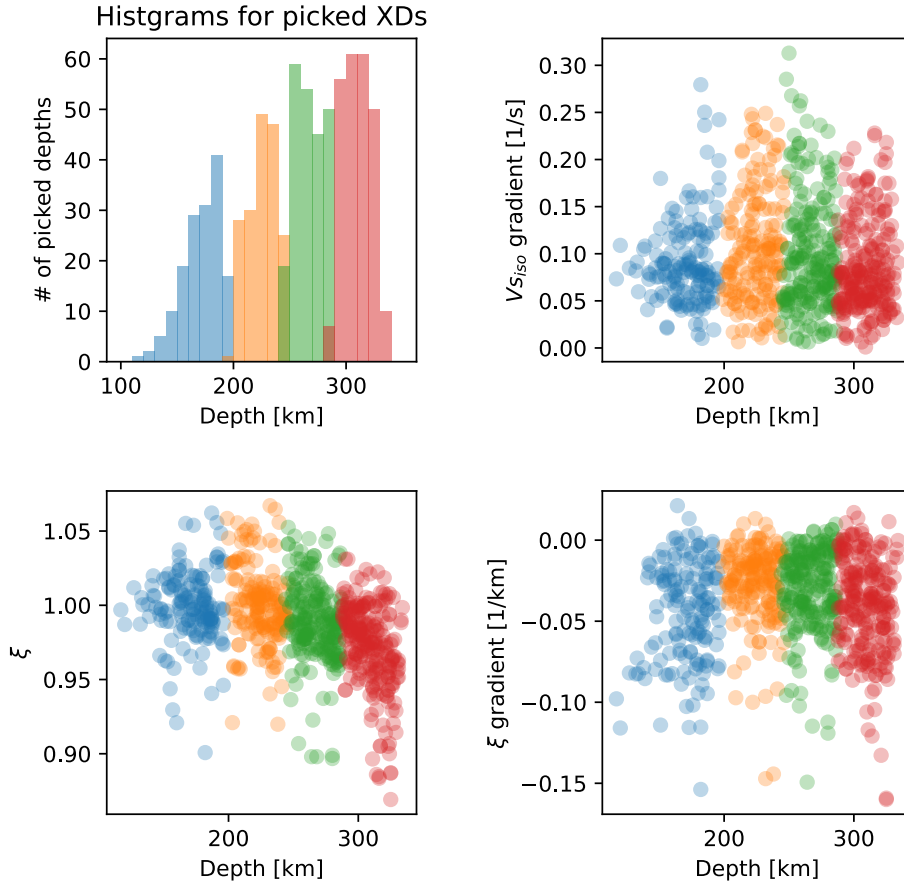 Histgrams for picked XDs
60
50
40
30
20
10
0
# of picked depths
100 200 300
Depth [km]
0.30
0.25
0.20
0.15
0.10
0.05
0.00
Vs_iso gradient [1/s]
200 300
Depth [km]
1.05
1.00
0.95
0.90
ξ
200 300
Depth [km]
0.00
−0.05
−0.10
−0.15
ξ gradient [1/km]
200 300
Depth [km]